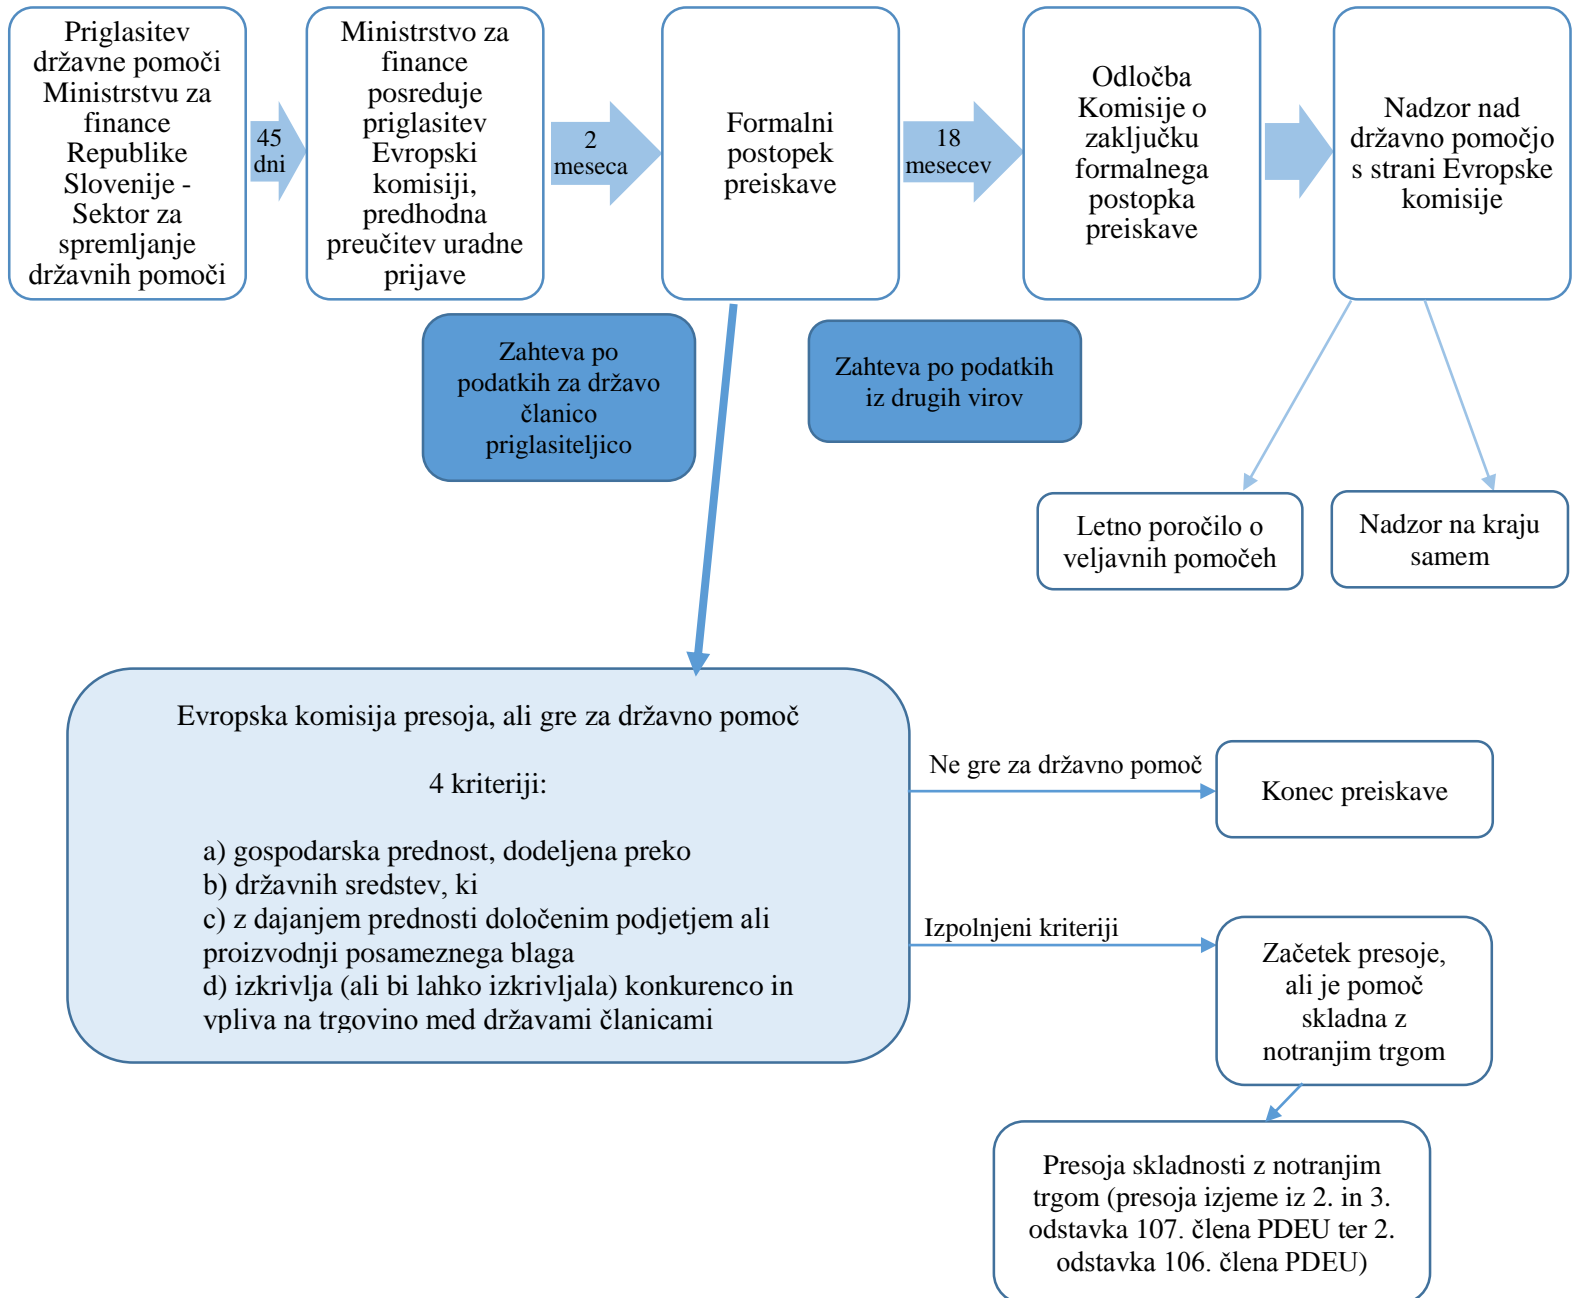 Priglasitev
državne pomoči
Ministrstvu za
finance
Republike
Slovenije -
Sektor za
spremljanje
državnih pomoči
45
dni
Ministrstvo za
finance
posreduje
priglasitev
Evropski
komisiji,
predhodna
preučitev uradne
prijave
2
meseca
Formalni
postopek
preiskave
18
mesecev
Odločba
Komisije o
zaključku
formalnega
postopka
preiskave
Nadzor nad
državno pomočjo
s strani Evropske
komisije
Zahteva po
podatkih za državo
članico
priglasiteljico
Zahteva po podatkih
iz drugih virov
Letno poročilo o
veljavnih pomočeh
Nadzor na kraju
samem
Evropska komisija presoja, ali gre za državno pomoč
4 kriteriji:
a) gospodarska prednost, dodeljena preko
b) državnih sredstev, ki
c) z dajanjem prednosti določenim podjetjem ali
proizvodnji posameznega blaga
d) izkrivlja (ali bi lahko izkrivljala) konkurenco in
vpliva na trgovino med državami članicami
Ne gre za državno pomoč
Konec preiskave
Izpolnjeni kriteriji
Začetek presoje,
ali je pomoč
skladna z
notranjim trgom
Presoja skladnosti z notranjim
trgom (presoja izjeme iz 2. in 3.
odstavka 107. člena PDEU ter 2.
odstavka 106. člena PDEU)